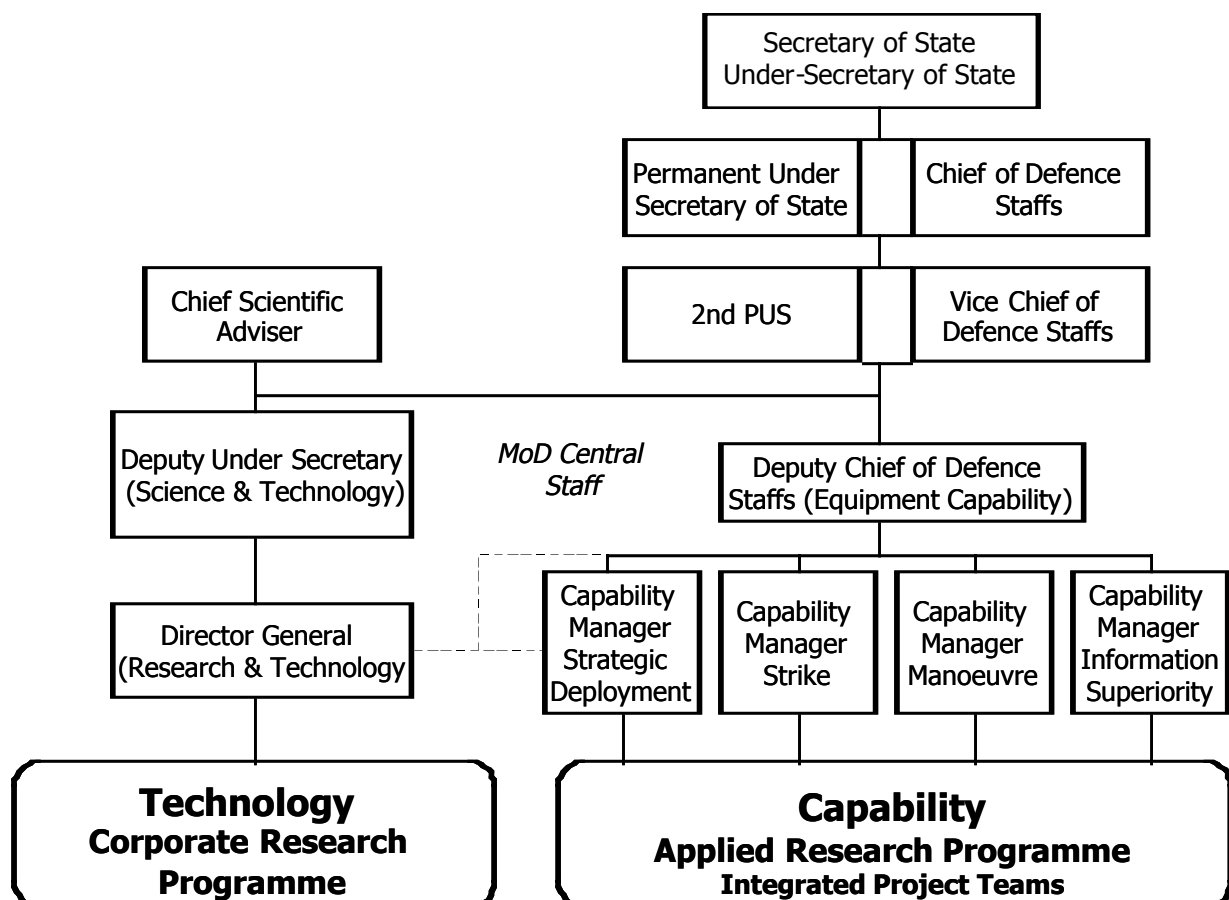 Secretary of State
Under-Secretary of State
Permanent Under
Secretary of State
Chief of Defence
Staffs
Chief Scientific
Adviser
2nd PUS
Vice Chief of
Defence Staffs
Deputy Under Secretary
(Science & Technology)
MoD Central
Staff
Deputy Chief of Defence
Staffs (Equipment Capability)
Director General
(Research & Technology
Capability
Manager
Strategic
Deployment
Capability
Manager
Strike
Capability
Manager
Manoeuvre
Capability
Manager
Information
Superiority
Technology
Corporate Research
Programme
Capability
Applied Research Programme
Integrated Project Teams